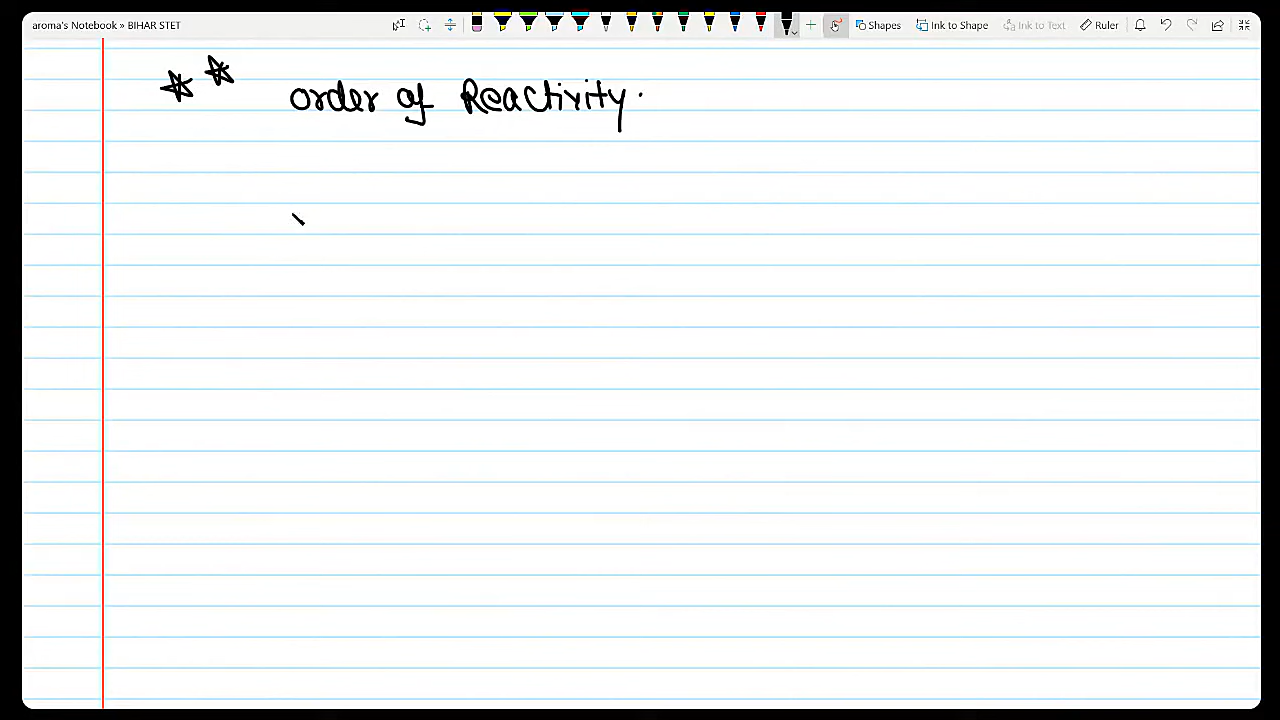 aroma's Notebook » BIHAR STET
Shapes Ink to Shape Ink to Text Ruler
order of Reactivity.